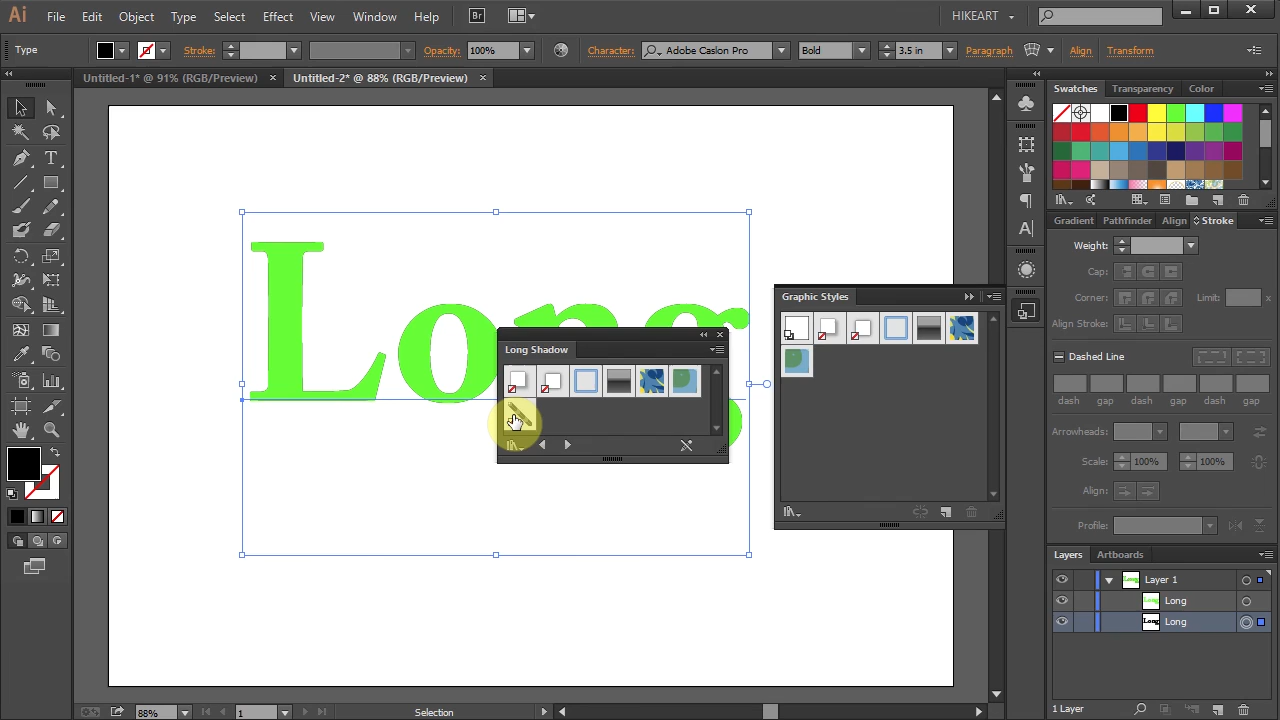 Ai File Edit Object Type Select Effect View Window Help Br HIKEART
Type Stroke: Opacity: 100% Character: Adobe Caslon Pro Bold 3.5 in Paragraph Align Transform
Untitled-1* @ 91% (RGB/Preview) × Untitled-2* @ 88% (RGB/Preview) ×
Swatches Transparency Color
Gradient Pathfinder Align Stroke
Weight:
Cap:
Corner: Limit: x
Align Stroke:
Dashed Line
dash gap dash gap dash gap
Arrowheads:
Scale: 100% 100%
Align:
Profile:
Graphic Styles
Long
Long Shadow
Layers Artboards
Layer 1
Long
Long
1 Layer
88% 1 Selection